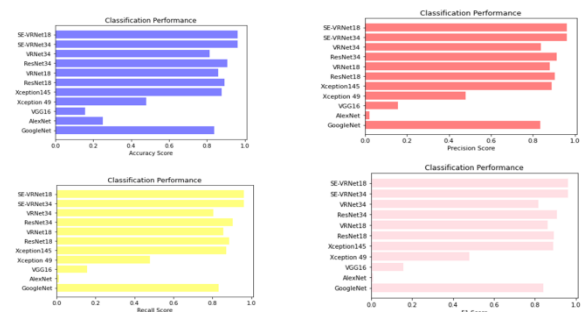 Classification Performance
SE-VRNet18
SE-VRNet34
VRNet34
ResNet34
VRNet18
ResNet18
Xception145
Xception 49
VGG16
AlexNet
GoogleNet
0.0 0.2 0.4 0.6 0.8 1.0
Accuracy Score
Classification Performance
SE-VRNet18
SE-VRNet34
VRNet34
ResNet34
VRNet18
ResNet18
Xception145
Xception 49
VGG16
AlexNet
GoogleNet
0.0 0.2 0.4 0.6 0.8 1.0
Precision Score
Classification Performance
SE-VRNet18
SE-VRNet34
VRNet34
ResNet34
VRNet18
ResNet18
Xception145
Xception 49
VGG16
AlexNet
GoogleNet
0.0 0.2 0.4 0.6 0.8 1.0
Recall Score
Classification Performance
SE-VRNet18
SE-VRNet34
VRNet34
ResNet34
VRNet18
ResNet18
Xception145
Xception 49
VGG16
AlexNet
GoogleNet
0.0 0.2 0.4 0.6 0.8 1.0
F1 Score